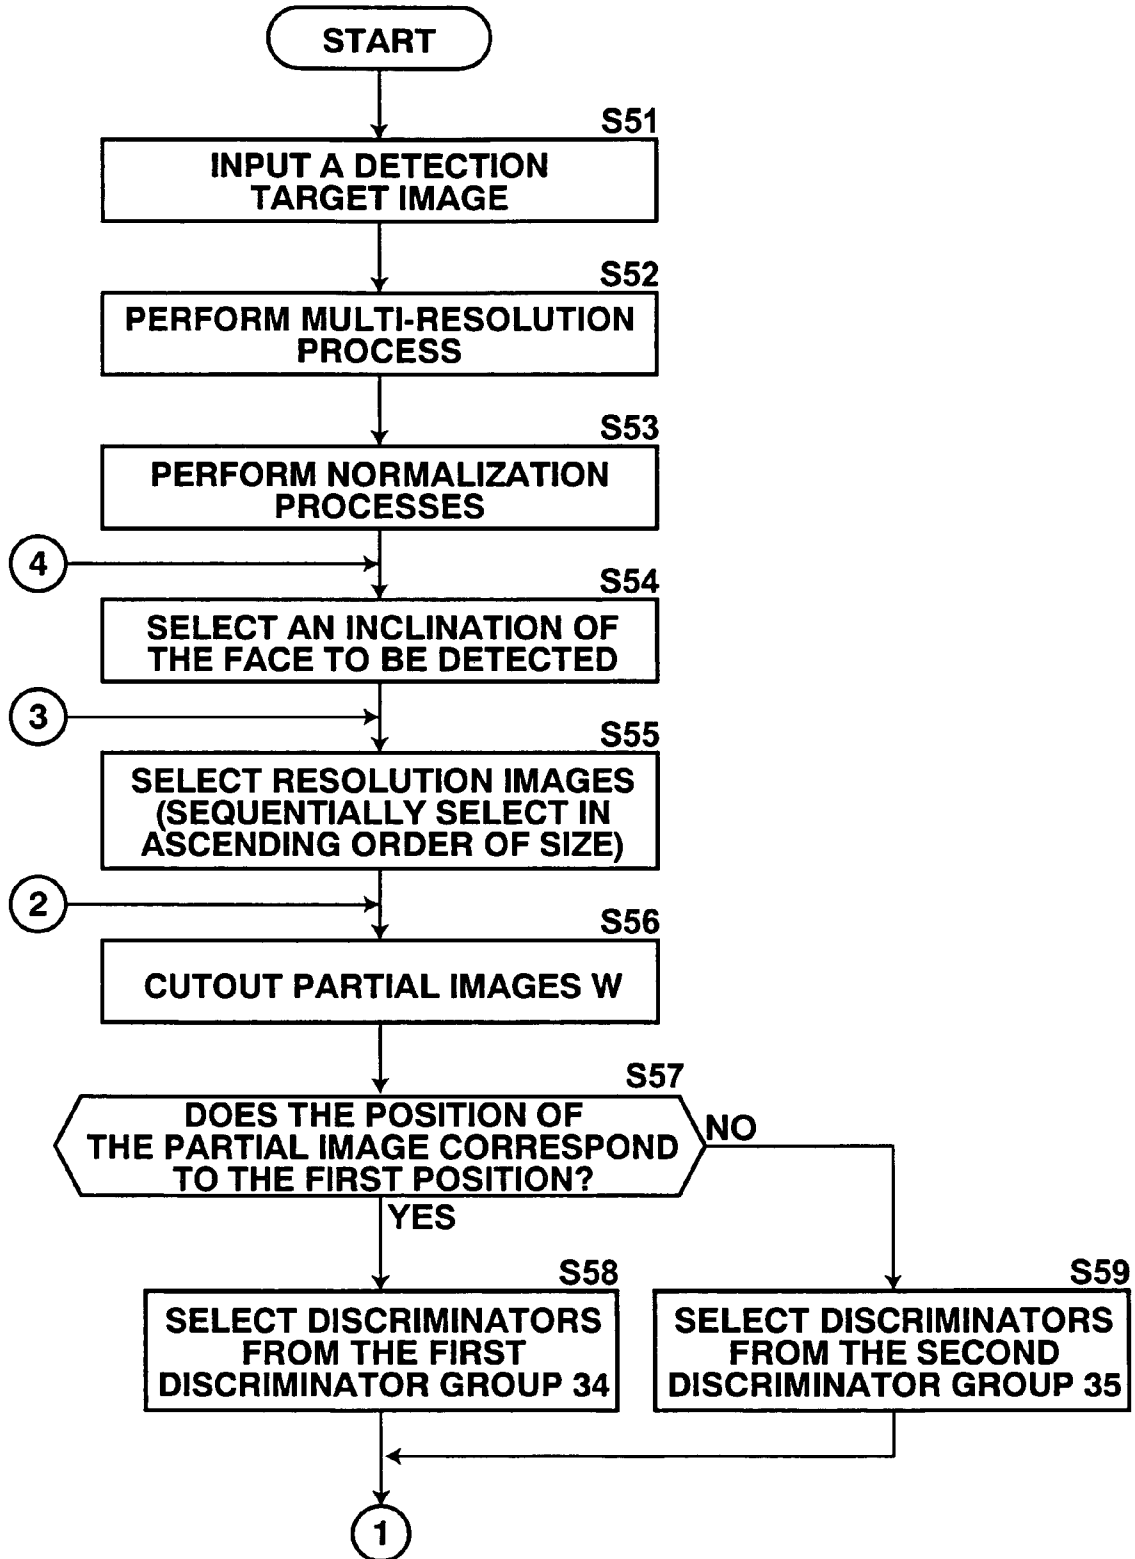 START
S51
INPUT A DETECTION
TARGET IMAGE
S52
PERFORM MULTI-RESOLUTION
PROCESS
S53
PERFORM NORMALIZATION
PROCESSES
4
S54
SELECT AN INCLINATION OF
THE FACE TO BE DETECTED
3
S55
SELECT RESOLUTION IMAGES
(SEQUENTIALLY SELECT IN
ASCENDING ORDER OF SIZE)
2
S56
CUTOUT PARTIAL IMAGES W
S57
DOES THE POSITION OF
THE PARTIAL IMAGE CORRESPOND
TO THE FIRST POSITION?
NO
YES
S58
SELECT DISCRIMINATORS
FROM THE FIRST
DISCRIMINATOR GROUP 34
S59
SELECT DISCRIMINATORS
FROM THE SECOND
DISCRIMINATOR GROUP 35
1